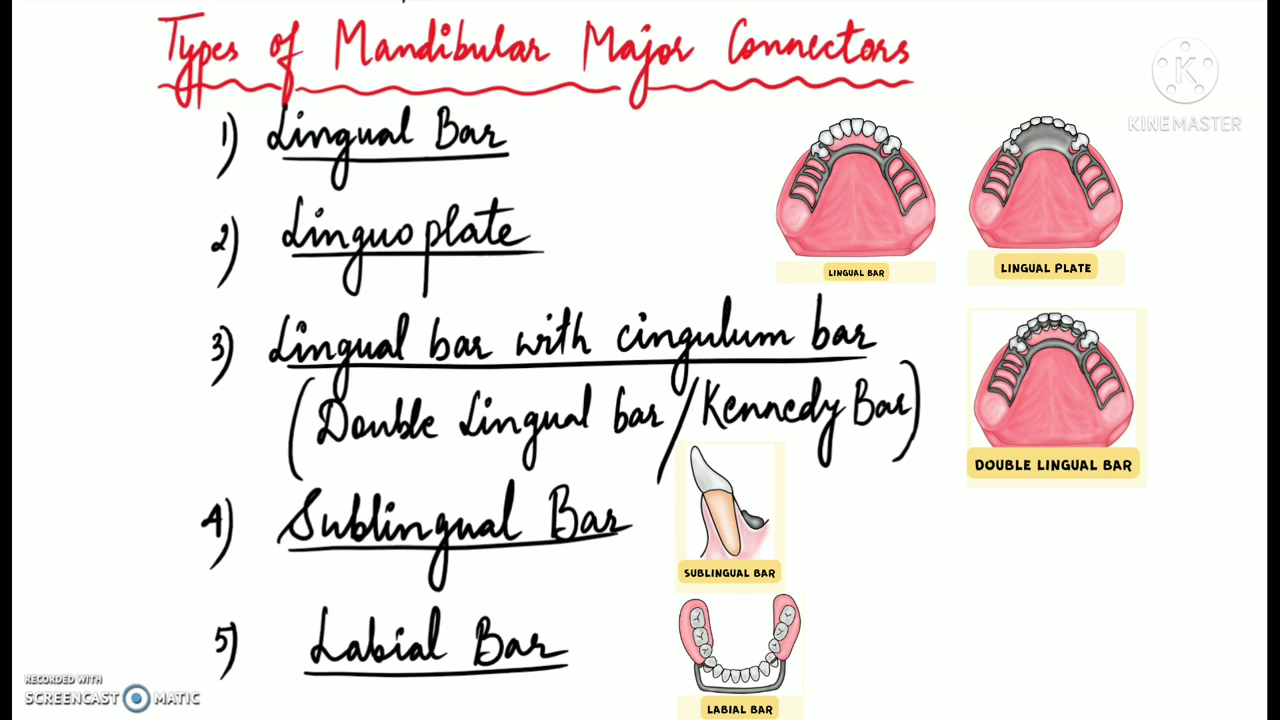 Types of Mandibular Major Connectors
KINEMASTER
1) Lingual Bar
2) Linguoplate
LINGUAL BAR
LINGUAL PLATE
3) Lingual bar with cingulum bar
(Double Lingual bar/Kennedy Bar)
DOUBLE LINGUAL BAR
4) Sublingual Bar
SUBLINGUAL BAR
5) Labial Bar
LABIAL BAR
RECORDED WITH
SCREENCAST MATIC